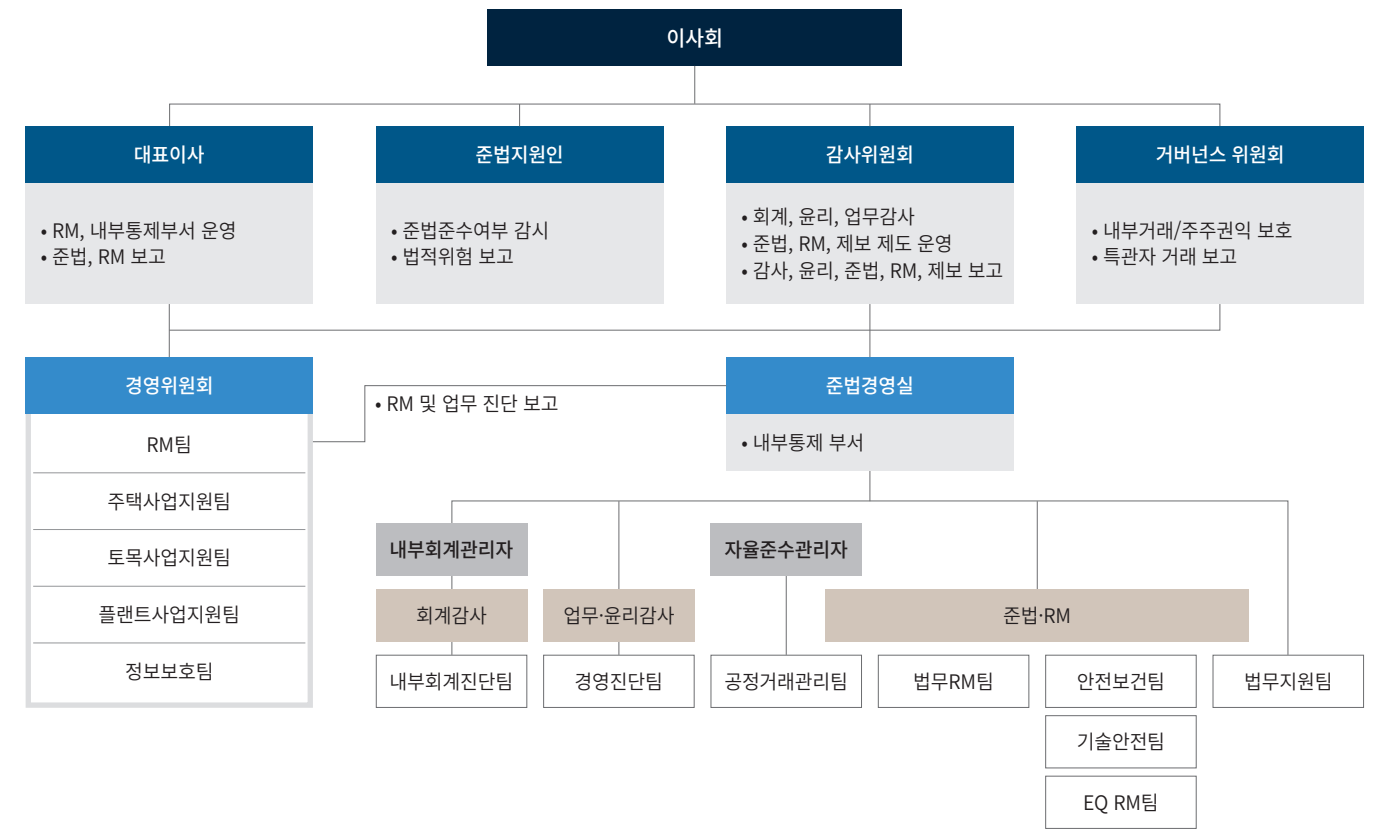 이사회
대표이사
준법지원인
감사위원회
거버넌스 위원회
• RM, 내부통제부서 운영
• 준법, RM 보고
• 준법준수여부 감시
• 법적위험 보고
• 회계, 윤리, 업무감사
• 준법, RM, 제보 제도 운영
• 감사, 윤리, 준법, RM, 제보 보고
• 내부거래/주주권익 보호
• 특관자 거래 보고
경영위원회
RM팀
주택사업지원팀
토목사업지원팀
플랜트사업지원팀
정보보호팀
• RM 및 업무 진단 보고
준법경영실
• 내부통제 부서
내부회계관리자
자율준수관리자
회계감사
업무·윤리감사
준법·RM
내부회계진단팀
경영진단팀
공정거래관리팀
법무RM팀
안전보건팀
법무지원팀
기술안전팀
EQ RM팀